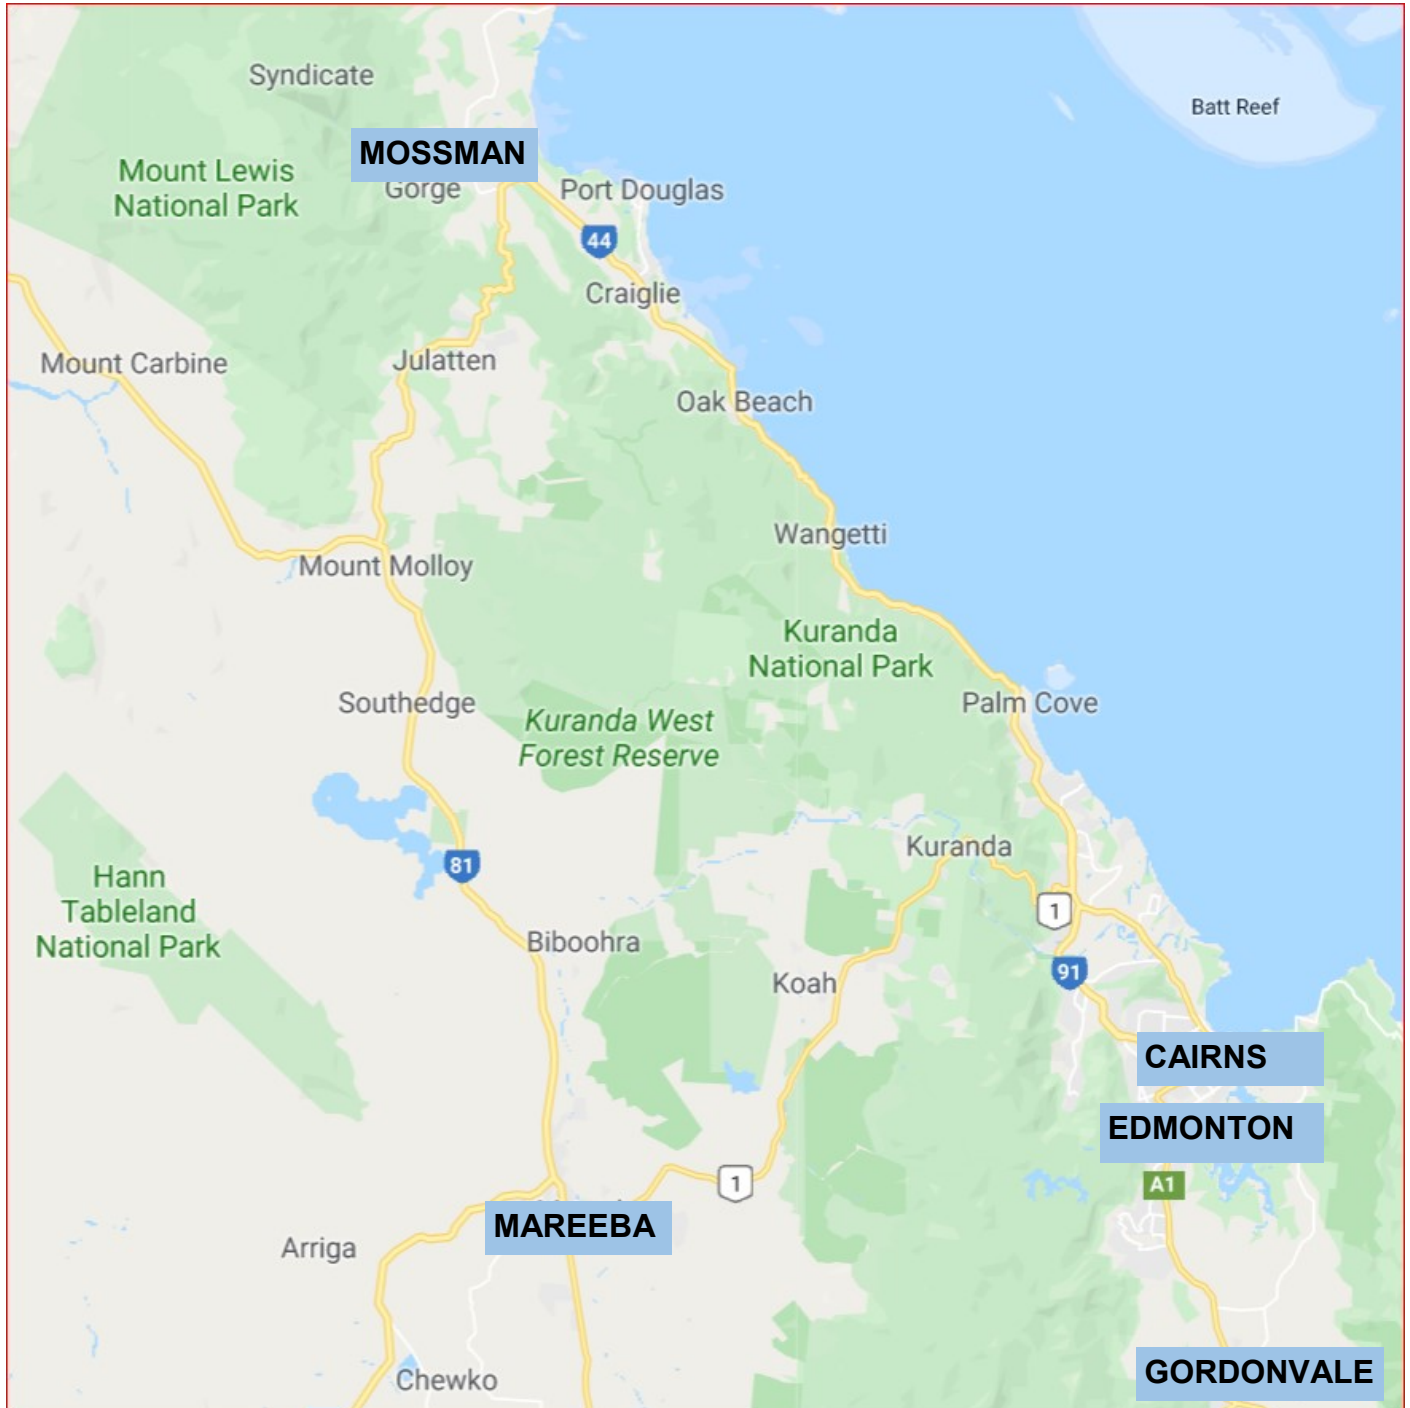 Syndicate
Batt Reef
MOSSMAN
Mount Lewis
National Park
Gorge
Port Douglas
44
Craiglie
Mount Carbine
Julatten
Oak Beach
Wangetti
Mount Molloy
Kuranda
National Park
Southedge
Palm Cove
Kuranda West
Forest Reserve
Kuranda
81
Hann
Tableland
National Park
1
Biboohra
91
Koah
CAIRNS
EDMONTON
1
A1
MAREEBA
Arriga
GORDONVALE
Chewko